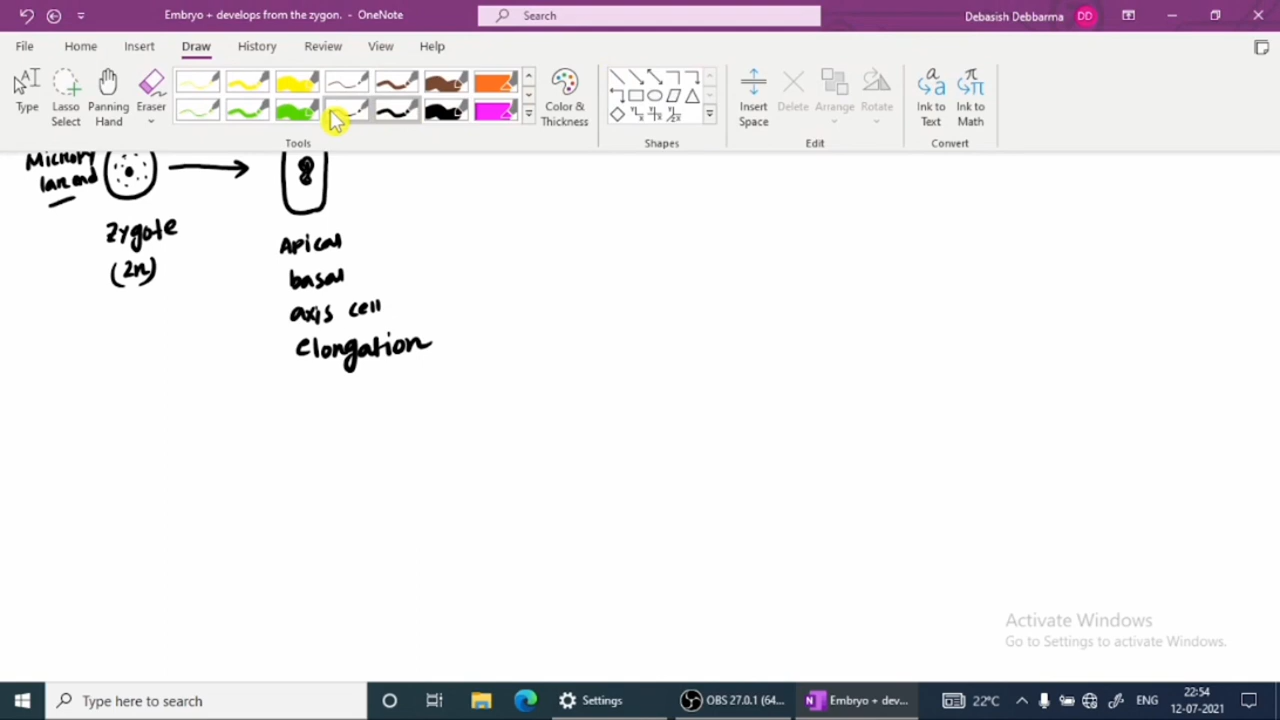 Embryo + develops from the zygon. - OneNote
Search
Debasish Debbarma
DD
File Home Insert Draw History Review View Help
Type
Lasso Select
Panning Hand
Eraser
Color & Thickness
Insert Space
Delete
Arrange
Rotate
Ink to Text
Ink to Math
Tools
Shapes
Edit
Convert
Zygote
(2n)
Apical
basal
axis cell
elongation
Activate Windows
Go to Settings to activate Windows.
Type here to search
Settings
OBS 27.0.1 (64...
Embryo + dev...
22°C
ENG
22:54
12-07-2021